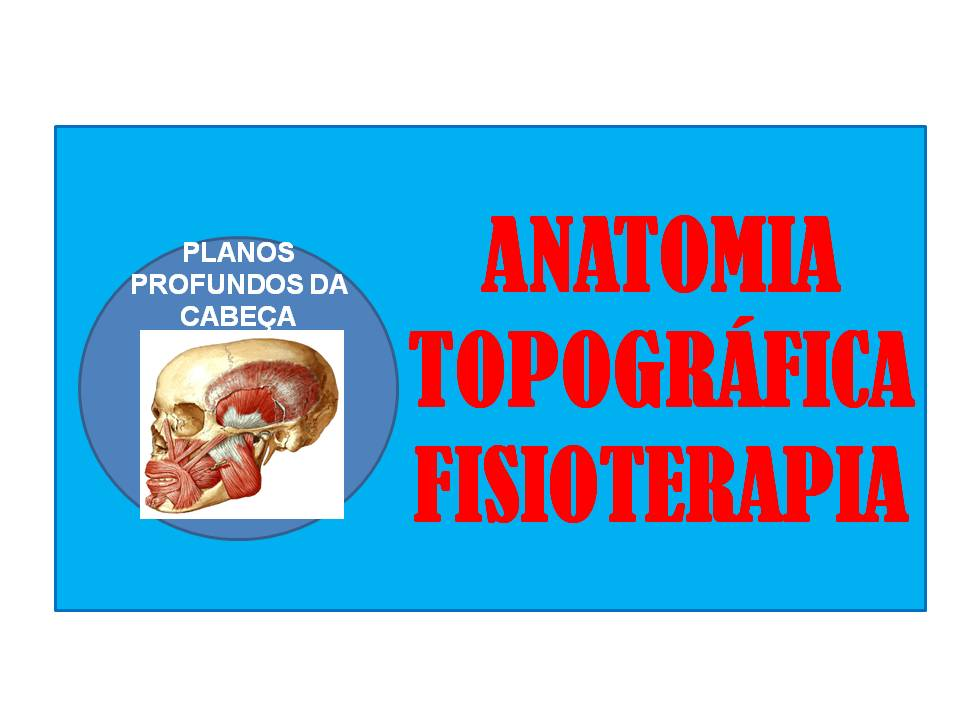 PLANOS
PROFUNDOS DA
CABEÇA
ANATOMIA
TOPOGRÁFICA
FISIOTERAPIA